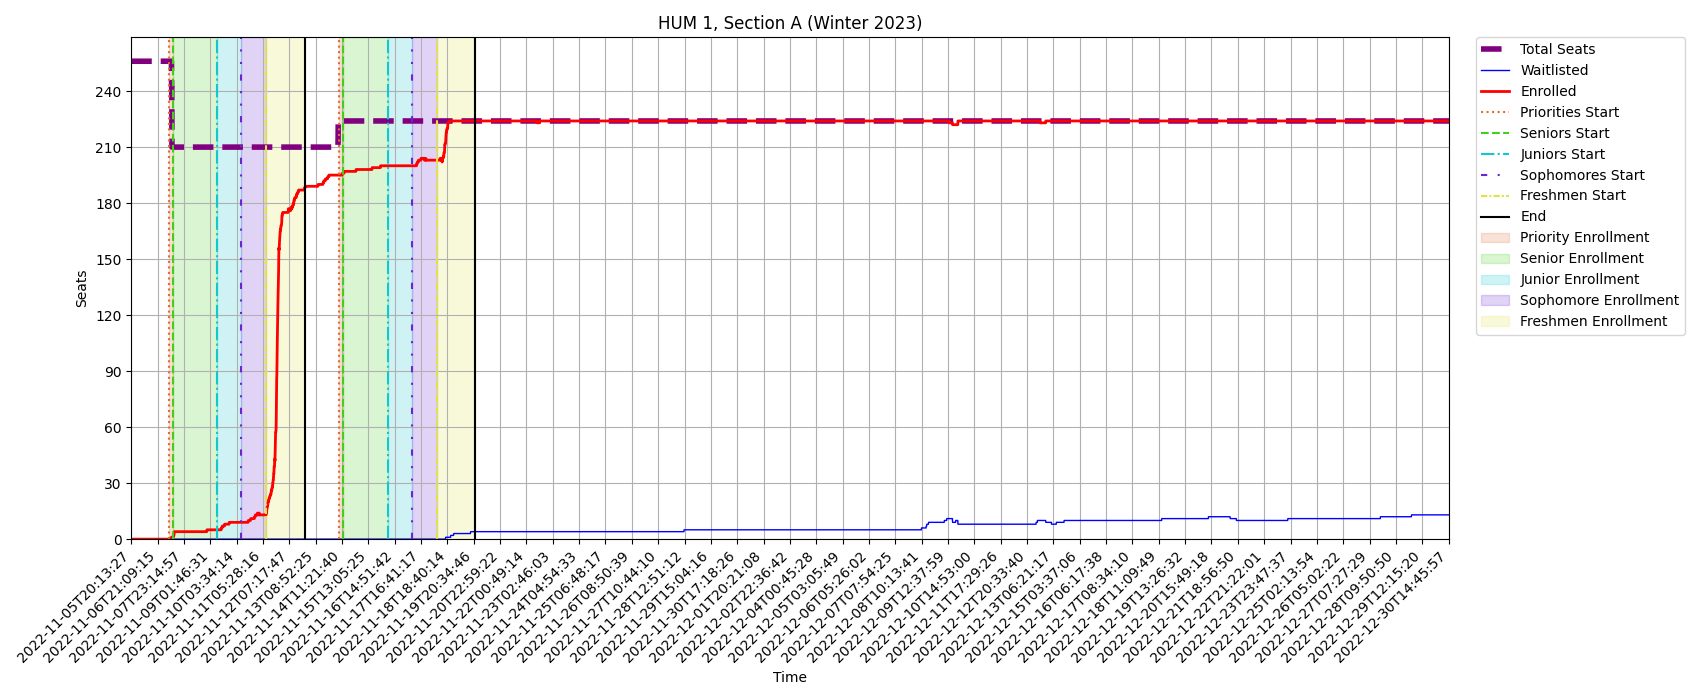 HUM 1, Section A (Winter 2023)
Total Seats
Waitlisted
Enrolled
Priorities Start
Seniors Start
Juniors Start
Sophomores Start
Freshmen Start
End
Priority Enrollment
Senior Enrollment
Junior Enrollment
Sophomore Enrollment
Freshmen Enrollment
Seats
240
210
180
150
120
90
60
30
0
2022-11-05T20:13:27
2022-11-06T21:09:15
2022-11-07T23:14:57
2022-11-09T01:46:31
2022-11-10T03:34:14
2022-11-11T05:28:16
2022-11-12T07:17:47
2022-11-13T08:52:25
2022-11-14T11:21:40
2022-11-15T13:05:25
2022-11-16T14:51:42
2022-11-17T16:41:17
2022-11-18T18:40:14
2022-11-19T20:34:46
2022-11-20T22:59:22
2022-11-22T00:49:14
2022-11-23T02:46:03
2022-11-24T04:54:33
2022-11-25T06:48:17
2022-11-26T08:50:39
2022-11-27T10:44:10
2022-11-28T12:51:12
2022-11-29T15:04:16
2022-11-30T17:18:26
2022-12-01T20:21:08
2022-12-02T22:36:42
2022-12-04T00:45:28
2022-12-05T03:05:49
2022-12-06T05:26:02
2022-12-07T07:54:25
2022-12-08T10:13:41
2022-12-09T12:37:59
2022-12-10T14:53:00
2022-12-11T17:29:26
2022-12-12T20:33:40
2022-12-13T06:21:17
2022-12-15T03:37:06
2022-12-16T06:17:38
2022-12-17T08:34:10
2022-12-18T11:09:49
2022-12-19T13:26:32
2022-12-20T15:49:18
2022-12-21T18:56:50
2022-12-22T21:22:01
2022-12-23T23:47:37
2022-12-25T02:13:54
2022-12-26T05:02:22
2022-12-27T07:27:29
2022-12-28T09:50:50
2022-12-29T12:15:20
2022-12-30T14:45:57
Time